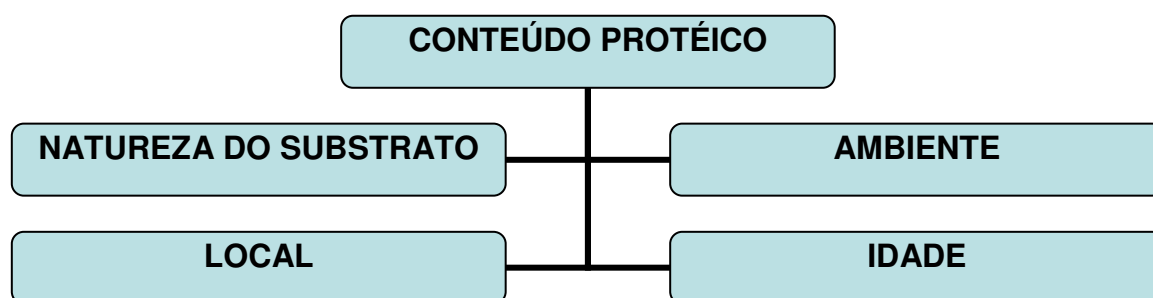 CONTEÚDO PROTÉICO
NATUREZA DO SUBSTRATO
AMBIENTE
LOCAL
IDADE